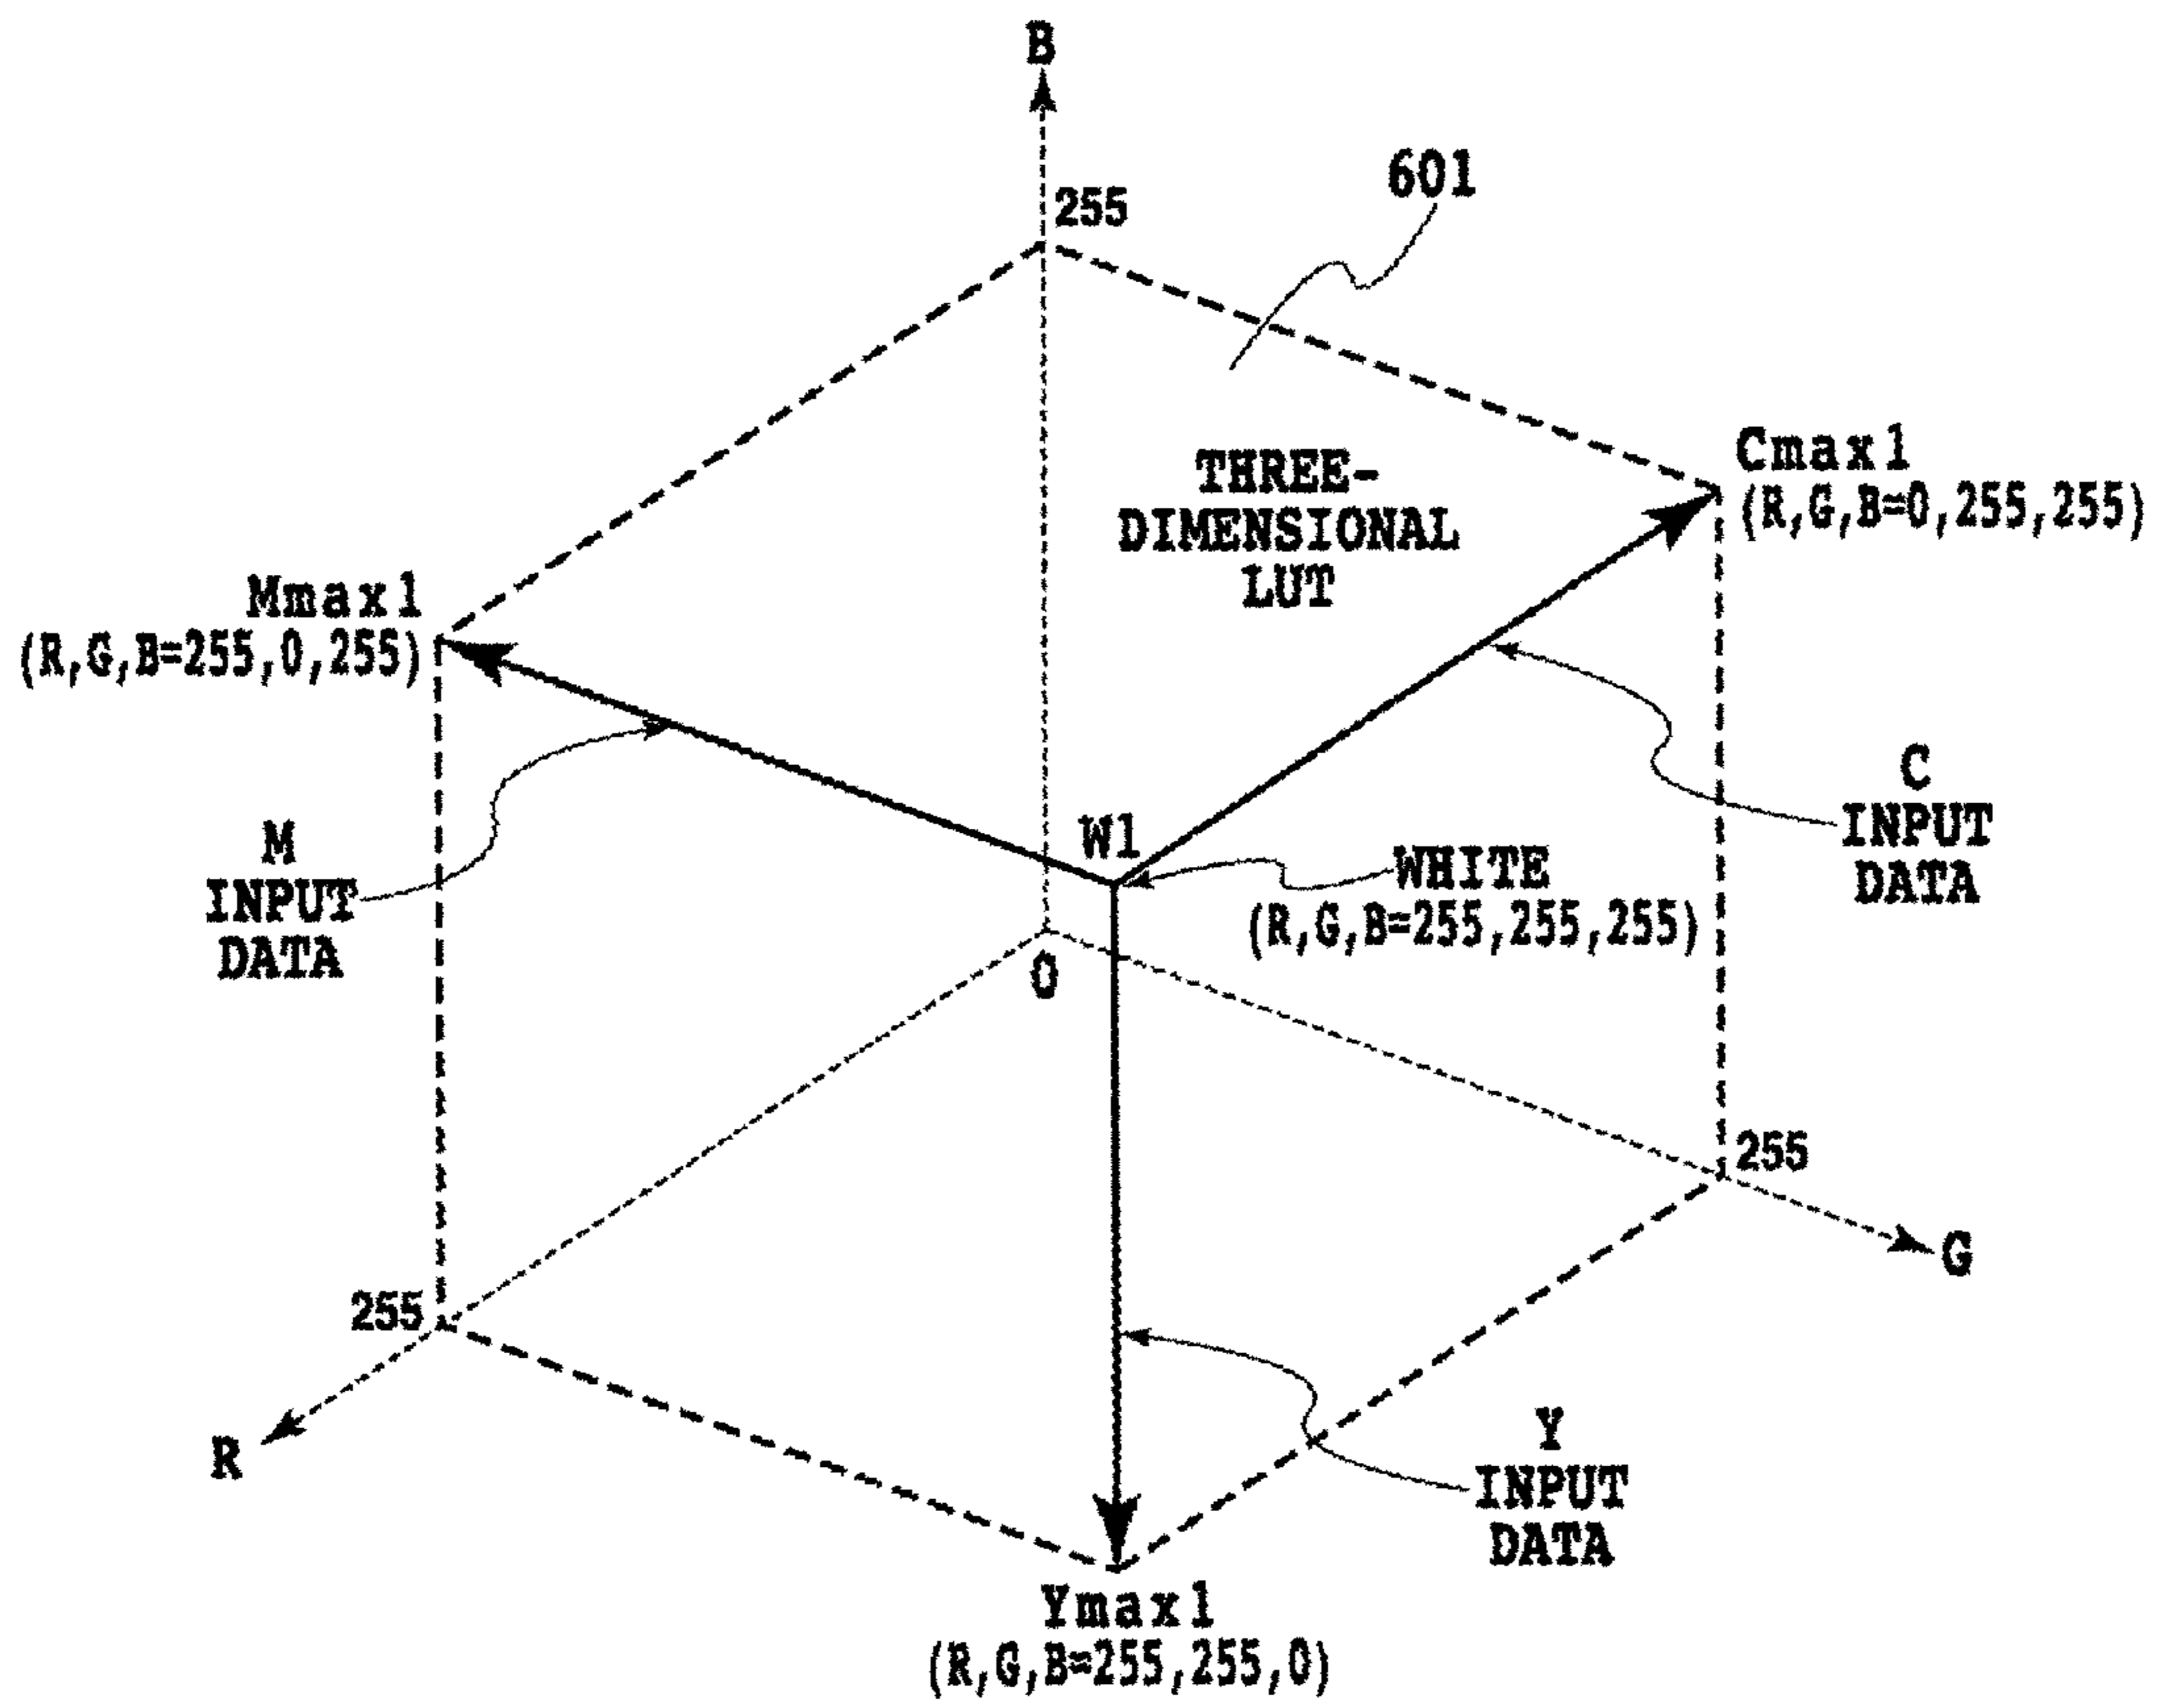 B
255
601
THREE-
DIMENSIONAL
LUT
Cmax1
(R,G,B=0,255,255)
Mmax1
(R,G,B=255,0,255)
C
INPUT
DATA
M
INPUT
DATA
W1
WHITE
(R,G,B=255,255,255)
0
255
G
255
R
Y
INPUT
DATA
Ymax1
(R,G,B=255,255,0)